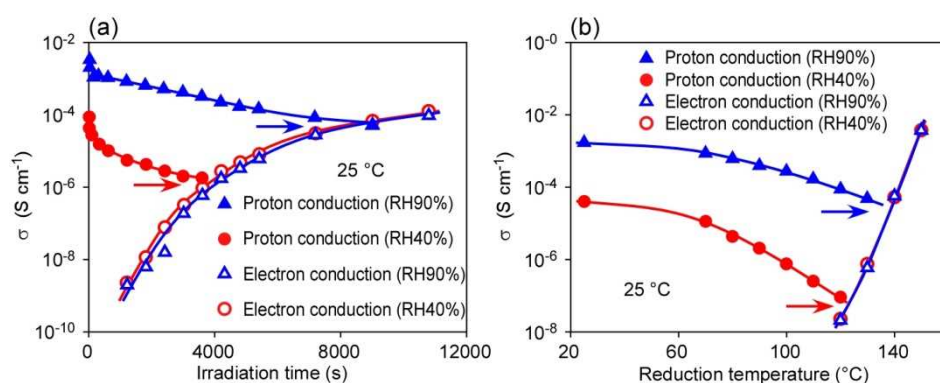 (a)
10⁻²
10⁻⁴
10⁻⁶
10⁻⁸
10⁻¹⁰
σ (S cm⁻¹)
25 °C
Proton conduction (RH90%)
Proton conduction (RH40%)
Electron conduction (RH90%)
Electron conduction (RH40%)
0 4000 8000 12000
Irradiation time (s)
(b)
10⁻⁰
10⁻²
10⁻⁴
10⁻⁶
10⁻⁸
σ (S cm⁻¹)
Proton conduction (RH90%)
Proton conduction (RH40%)
Electron conduction (RH90%)
Electron conduction (RH40%)
25 °C
20 60 100 140
Reduction temperature (°C)